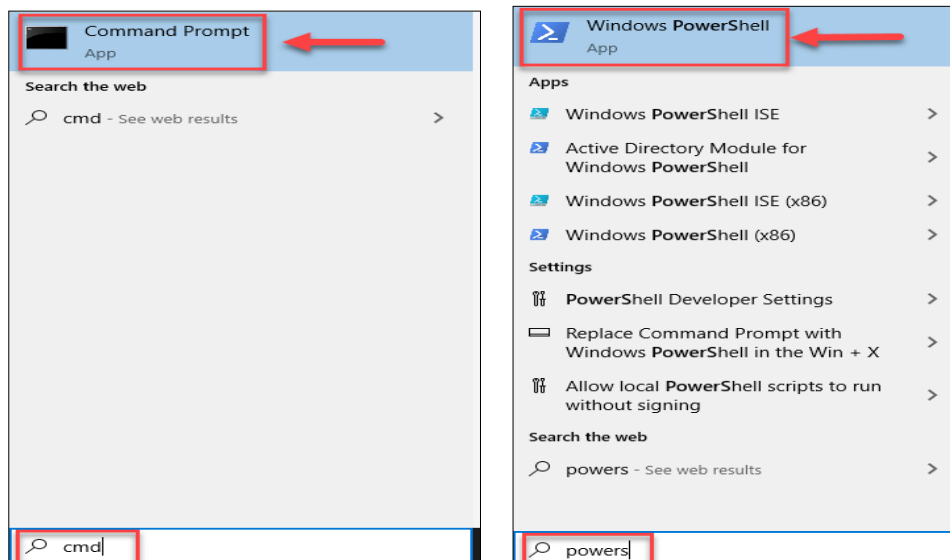 Command Prompt
App
Search the web
cmd - See web results
cmd
Windows PowerShell
App
Apps
Windows PowerShell ISE
Active Directory Module for
Windows PowerShell
Windows PowerShell ISE (x86)
Windows PowerShell (x86)
Settings
PowerShell Developer Settings
Replace Command Prompt with
Windows PowerShell in the Win + X
Allow local PowerShell scripts to run
without signing
Search the web
powers - See web results
powers